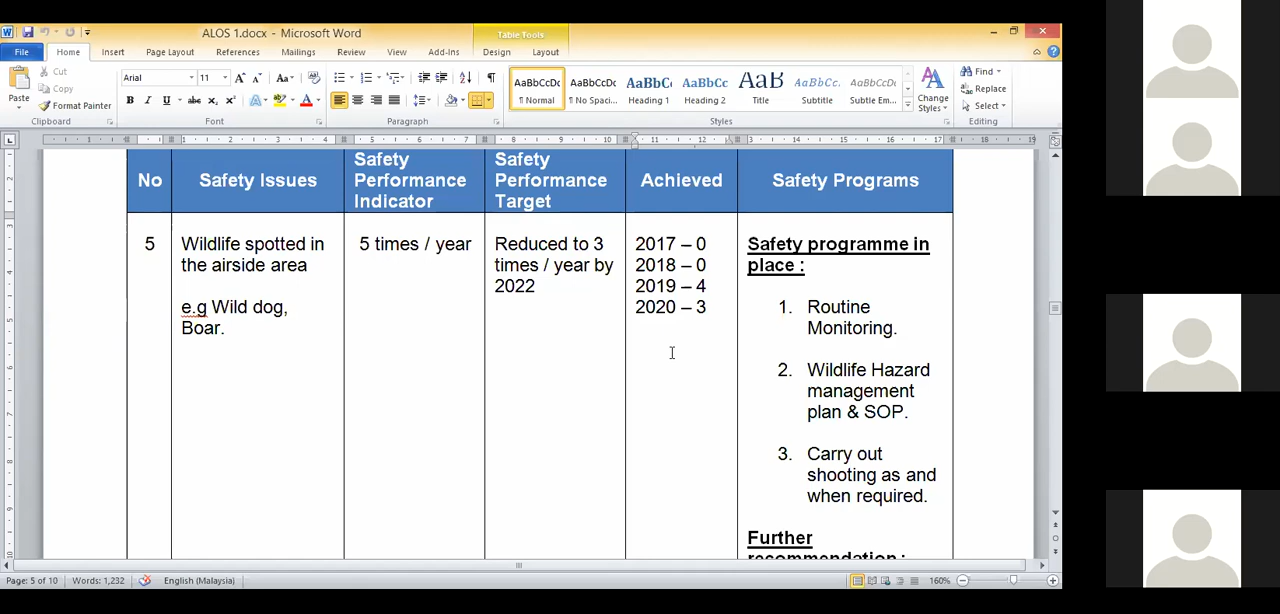 ALOS 1.docx - Microsoft Word
Table Tools
File Home Insert Page Layout References Mailings Review View Add-Ins Design Layout
Paste
Cut
Copy
Format Painter
Clipboard
Arial 11
Font
Paragraph
AaBbCcDc AaBbCcDc AaBbC AaBbCc AaB AaBbCc. AaBbCcDc
¶ Normal ¶ No Spaci... Heading 1 Heading 2 Title Subtitle Subtle Em...
Styles
Change
Styles
Find
Replace
Select
Editing
No
Safety Issues
Safety
Performance
Indicator
Safety
Performance
Target
Achieved
Safety Programs
5
Wildlife spotted in
the airside area
e.g Wild dog,
Boar.
5 times / year
Reduced to 3
times / year by
2022
2017 – 0
2018 – 0
2019 – 4
2020 – 3
Safety programme in
place :
1. Routine
Monitoring.
2. Wildlife Hazard
management
plan & SOP.
3. Carry out
shooting as and
when required.
Further
recommendation :
Page: 5 of 10 Words: 1,232 English (Malaysia) 160%